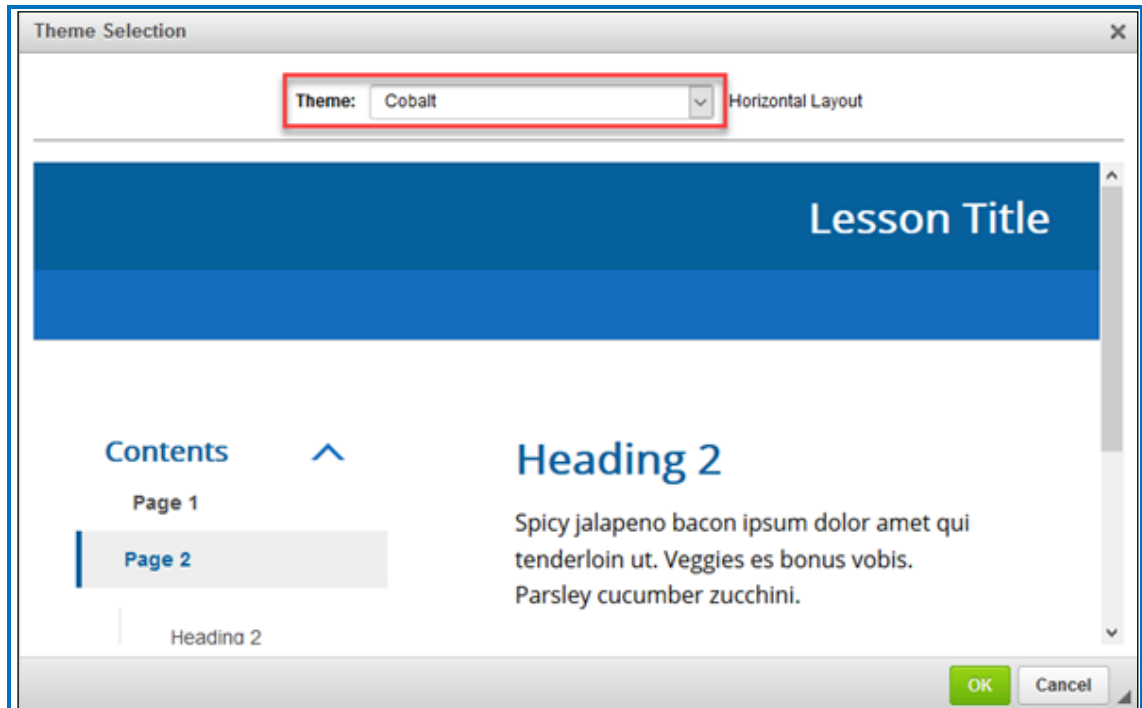 Theme Selection
Theme: Cobalt Horizontal Layout
Lesson Title
Contents
Page 1
Page 2
Heading 2
Heading 2
Spicy jalapeno bacon ipsum dolor amet qui
tenderloin ut. Veggies es bonus vobis.
Parsley cucumber zucchini.
OK Cancel